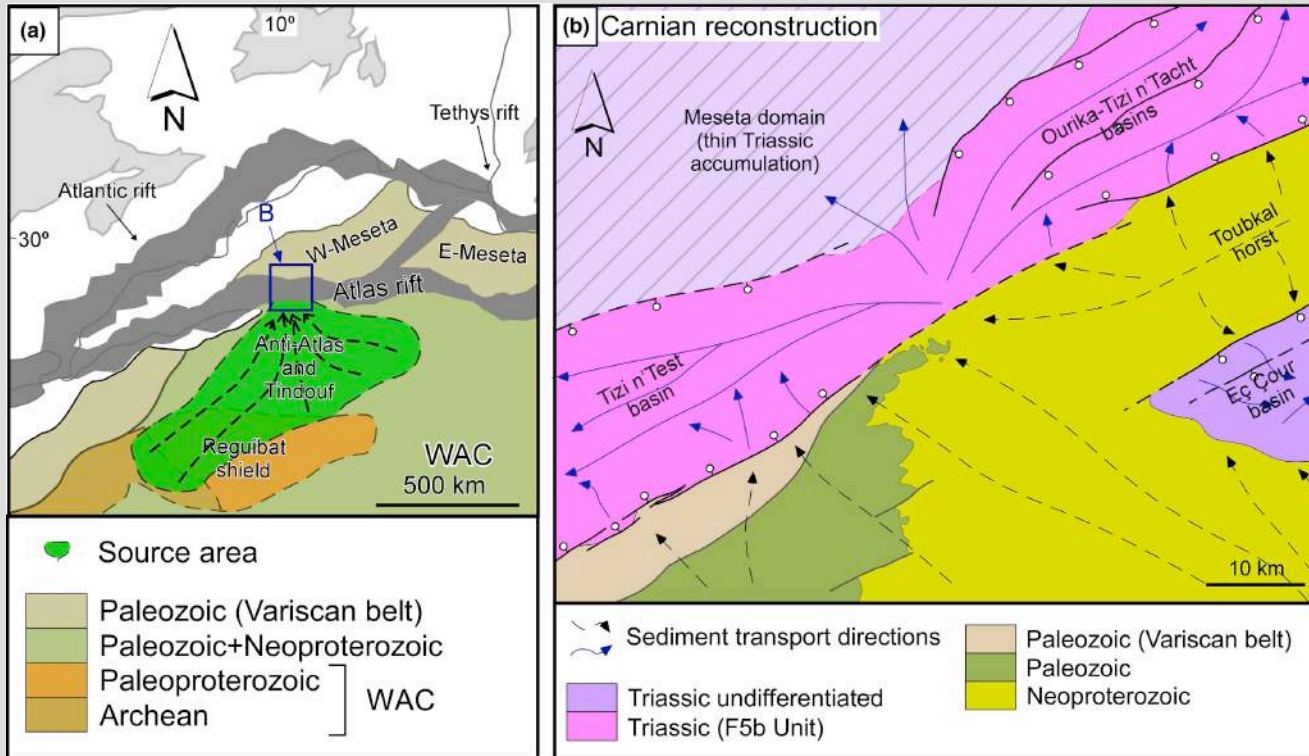 (a)
10º
N
Tethys rift
Atlantic rift
B
30º
W-Meseta
E-Meseta
Atlas rift
Anti-Atlas
and
Tindouf
Reguibat
shield
WAC
500 km
Source area
Paleozoic (Variscan belt)
Paleozoic+Neoproterozoic
Paleoproterozoic
WAC
Archean
(b) Carnian reconstruction
N
Meseta domain
(thin Triassic
accumulation)
Ourika-Tizi n'Tacht
basins
Toubkal
horst
Tizi n'Test
basin
Eç Çour
basin
10 km
Sediment transport directions
Triassic undifferentiated
Triassic (F5b Unit)
Paleozoic (Variscan belt)
Paleozoic
Neoproterozoic